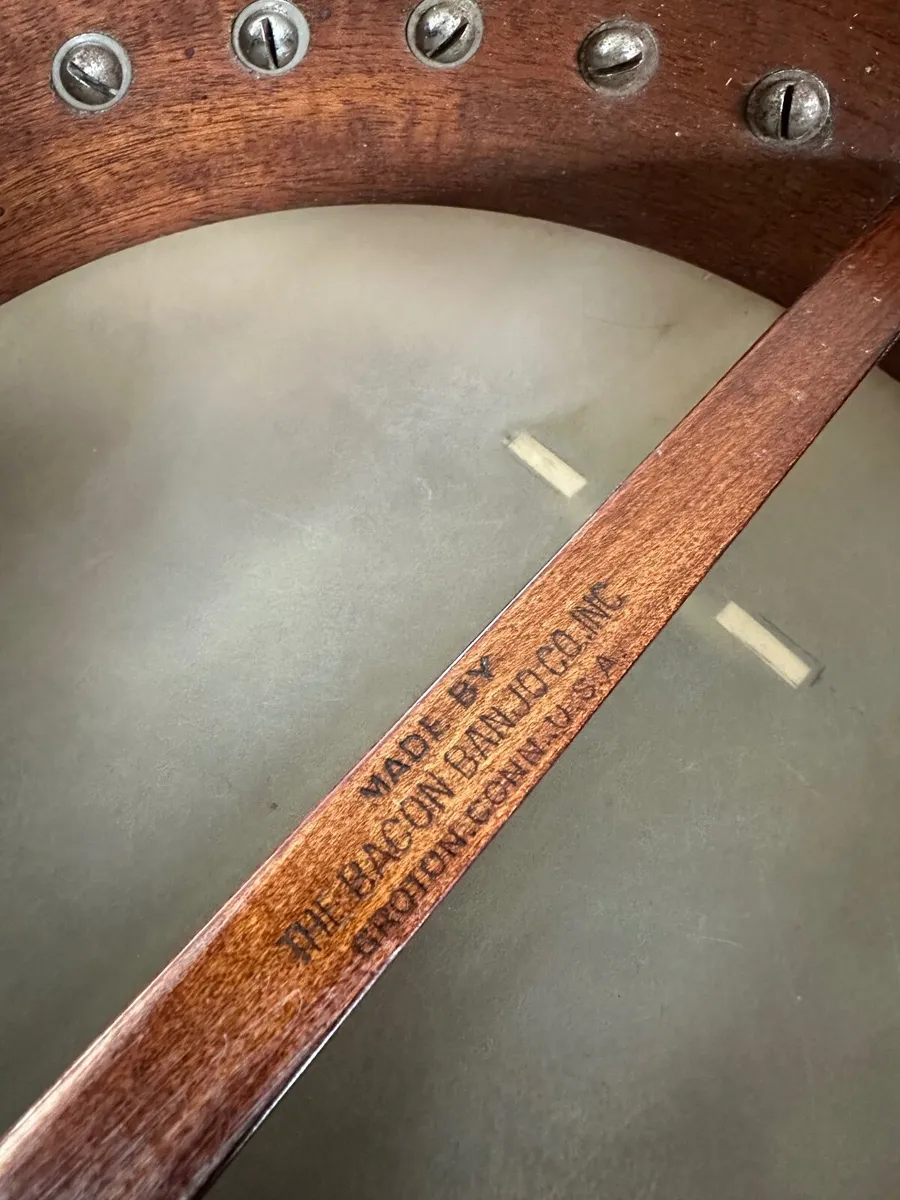 MADE BY
THE BACON BANJO CO. INC
GROTON. CONN. U.S.A